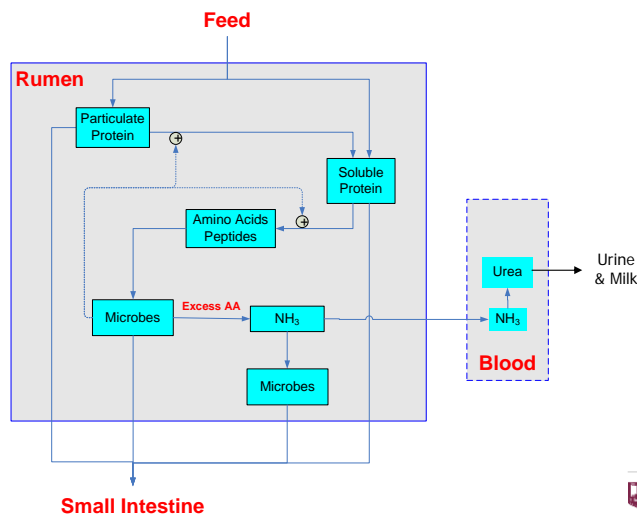 Feed
Rumen
Particulate
Protein
+
Soluble
Protein
Amino Acids
Peptides
+
Urea
Urine
& Milk
Microbes
Excess AA
NH₃
NH₃
Blood
Microbes
Small Intestine